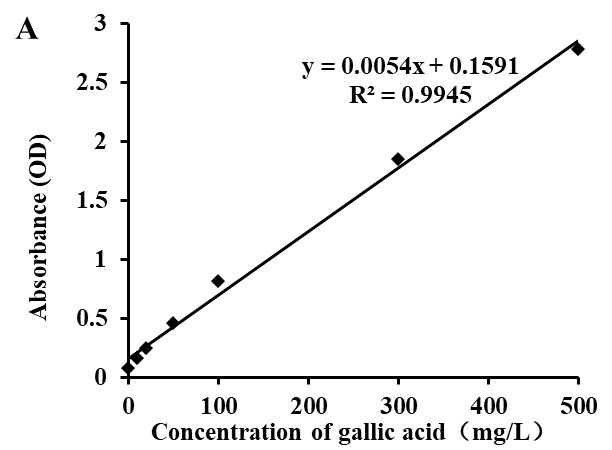 A
y = 0.0054x + 0.1591
R² = 0.9945
3
2.5
2
1.5
1
0.5
0
Absorbance (OD)
0 100 200 300 400 500
Concentration of gallic acid（mg/L）